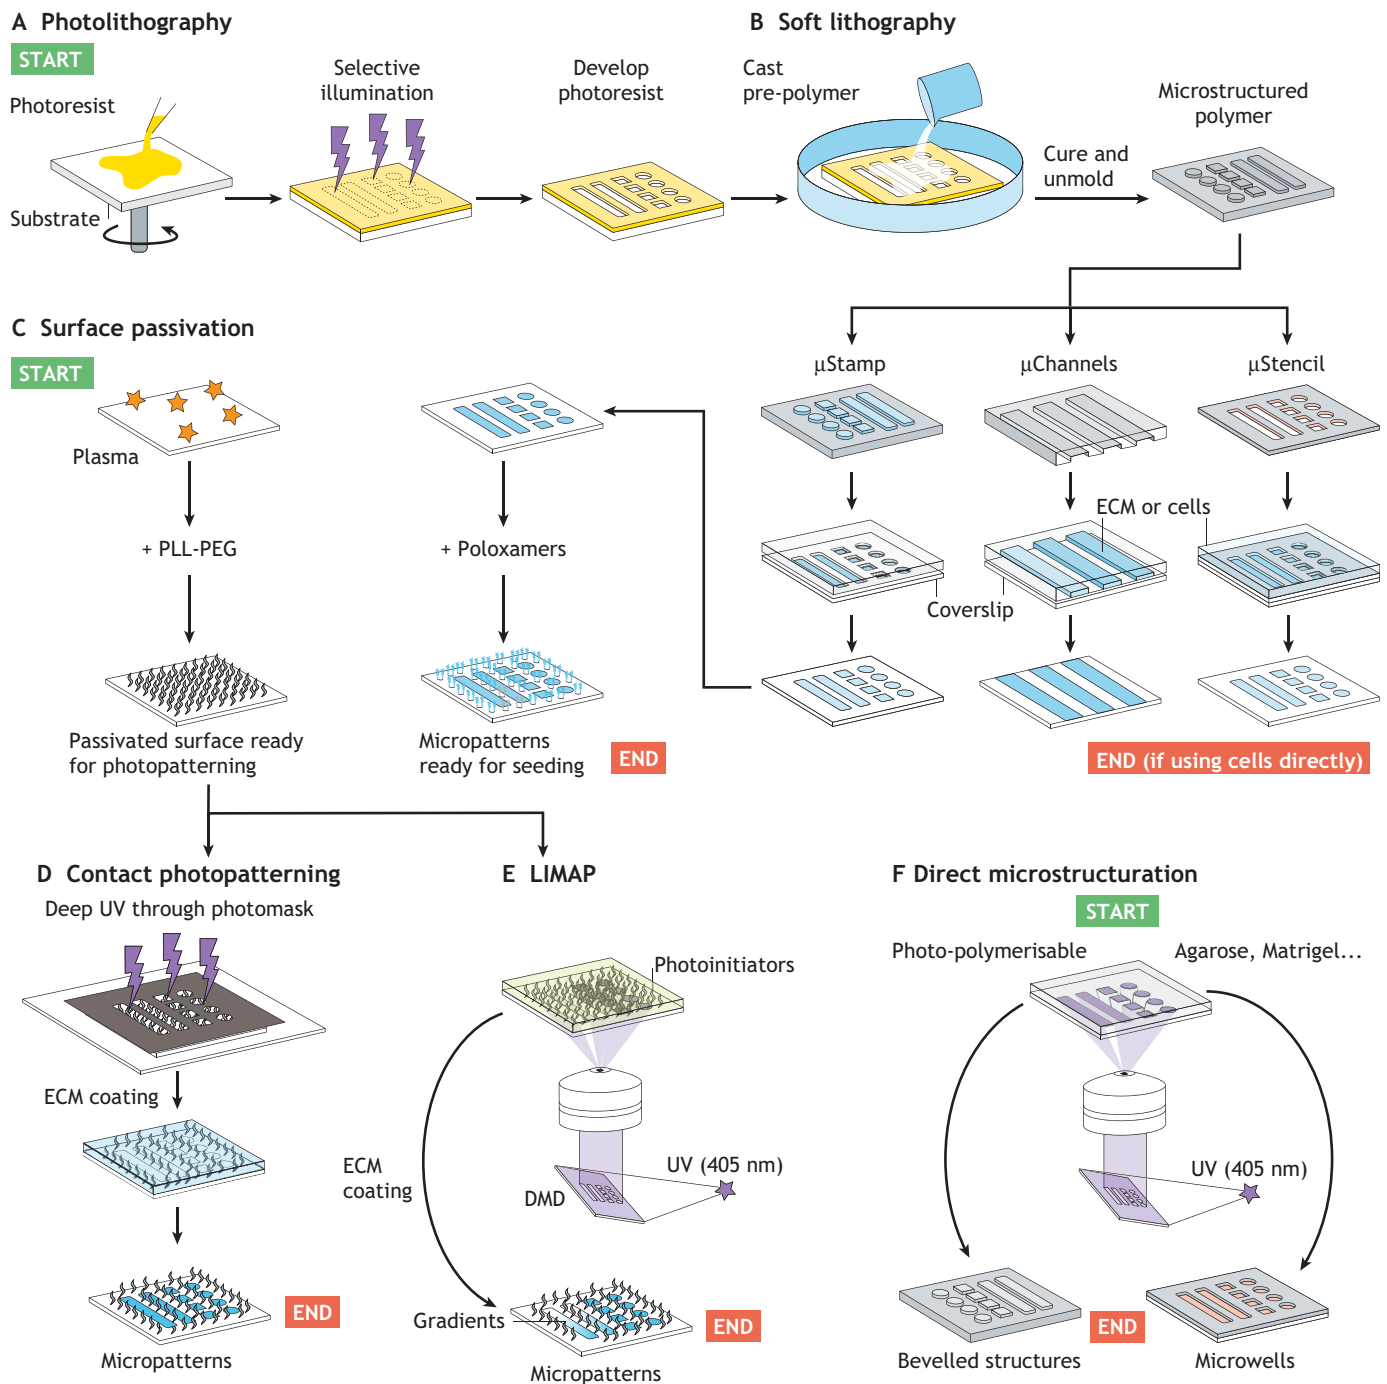 A Photolithography
START
Photoresist
Substrate
Selective
illumination
Develop
photoresist
B Soft lithography
Cast
pre-polymer
Cure and
unmold
Microstructured
polymer
µStamp
µChannels
µStencil
ECM or cells
Coverslip
END (if using cells directly)
C Surface passivation
START
Plasma
+ PLL-PEG
Passivated surface ready
for photopatterning
+ Poloxamers
Micropatterns
ready for seeding
END
D Contact photopatterning
Deep UV through photomask
ECM coating
END
Micropatterns
E LIMAP
Photoinitiators
ECM
coating
UV (405 nm)
DMD
Gradients
END
Micropatterns
F Direct microstructuration
START
Photo-polymerisable
Agarose, Matrigel...
UV (405 nm)
END
Bevelled structures
Microwells